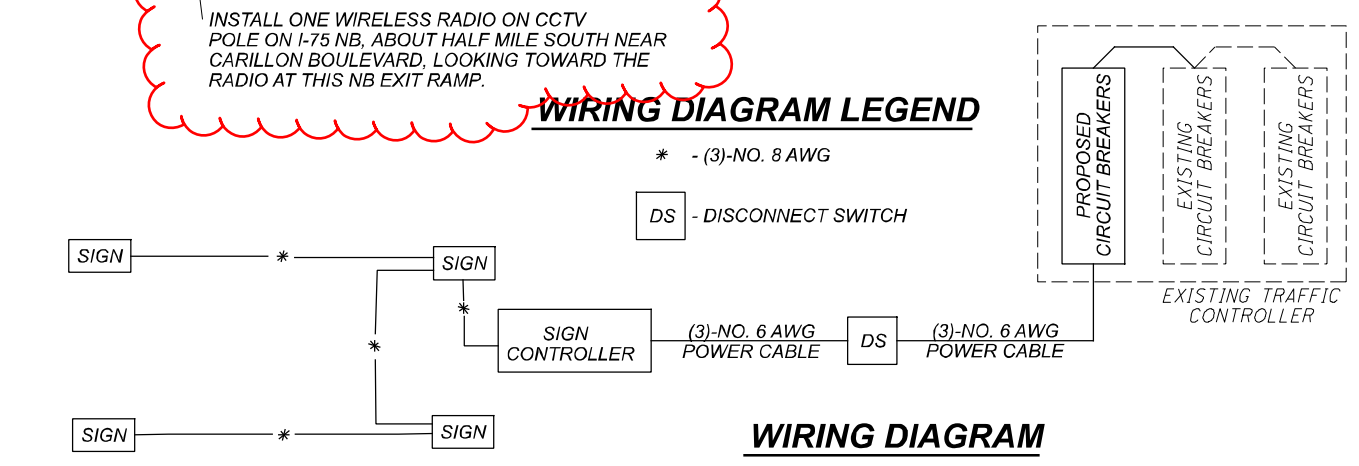 INSTALL ONE WIRELESS RADIO ON CCTV
POLE ON I-75 NB, ABOUT HALF MILE SOUTH NEAR
CARILLON BOULEVARD, LOOKING TOWARD THE
RADIO AT THIS NB EXIT RAMP.
WIRING DIAGRAM LEGEND
* - (3)-NO. 8 AWG
DS - DISCONNECT SWITCH
PROPOSED
CIRCUIT BREAKERS
EXISTING
CIRCUIT BREAKERS
EXISTING
CIRCUIT BREAKERS
EXISTING TRAFFIC
CONTROLLER
SIGN
*
SIGN
*
*
SIGN
CONTROLLER
(3)-NO. 6 AWG
POWER CABLE
DS
(3)-NO. 6 AWG
POWER CABLE
SIGN
*
SIGN
WIRING DIAGRAM